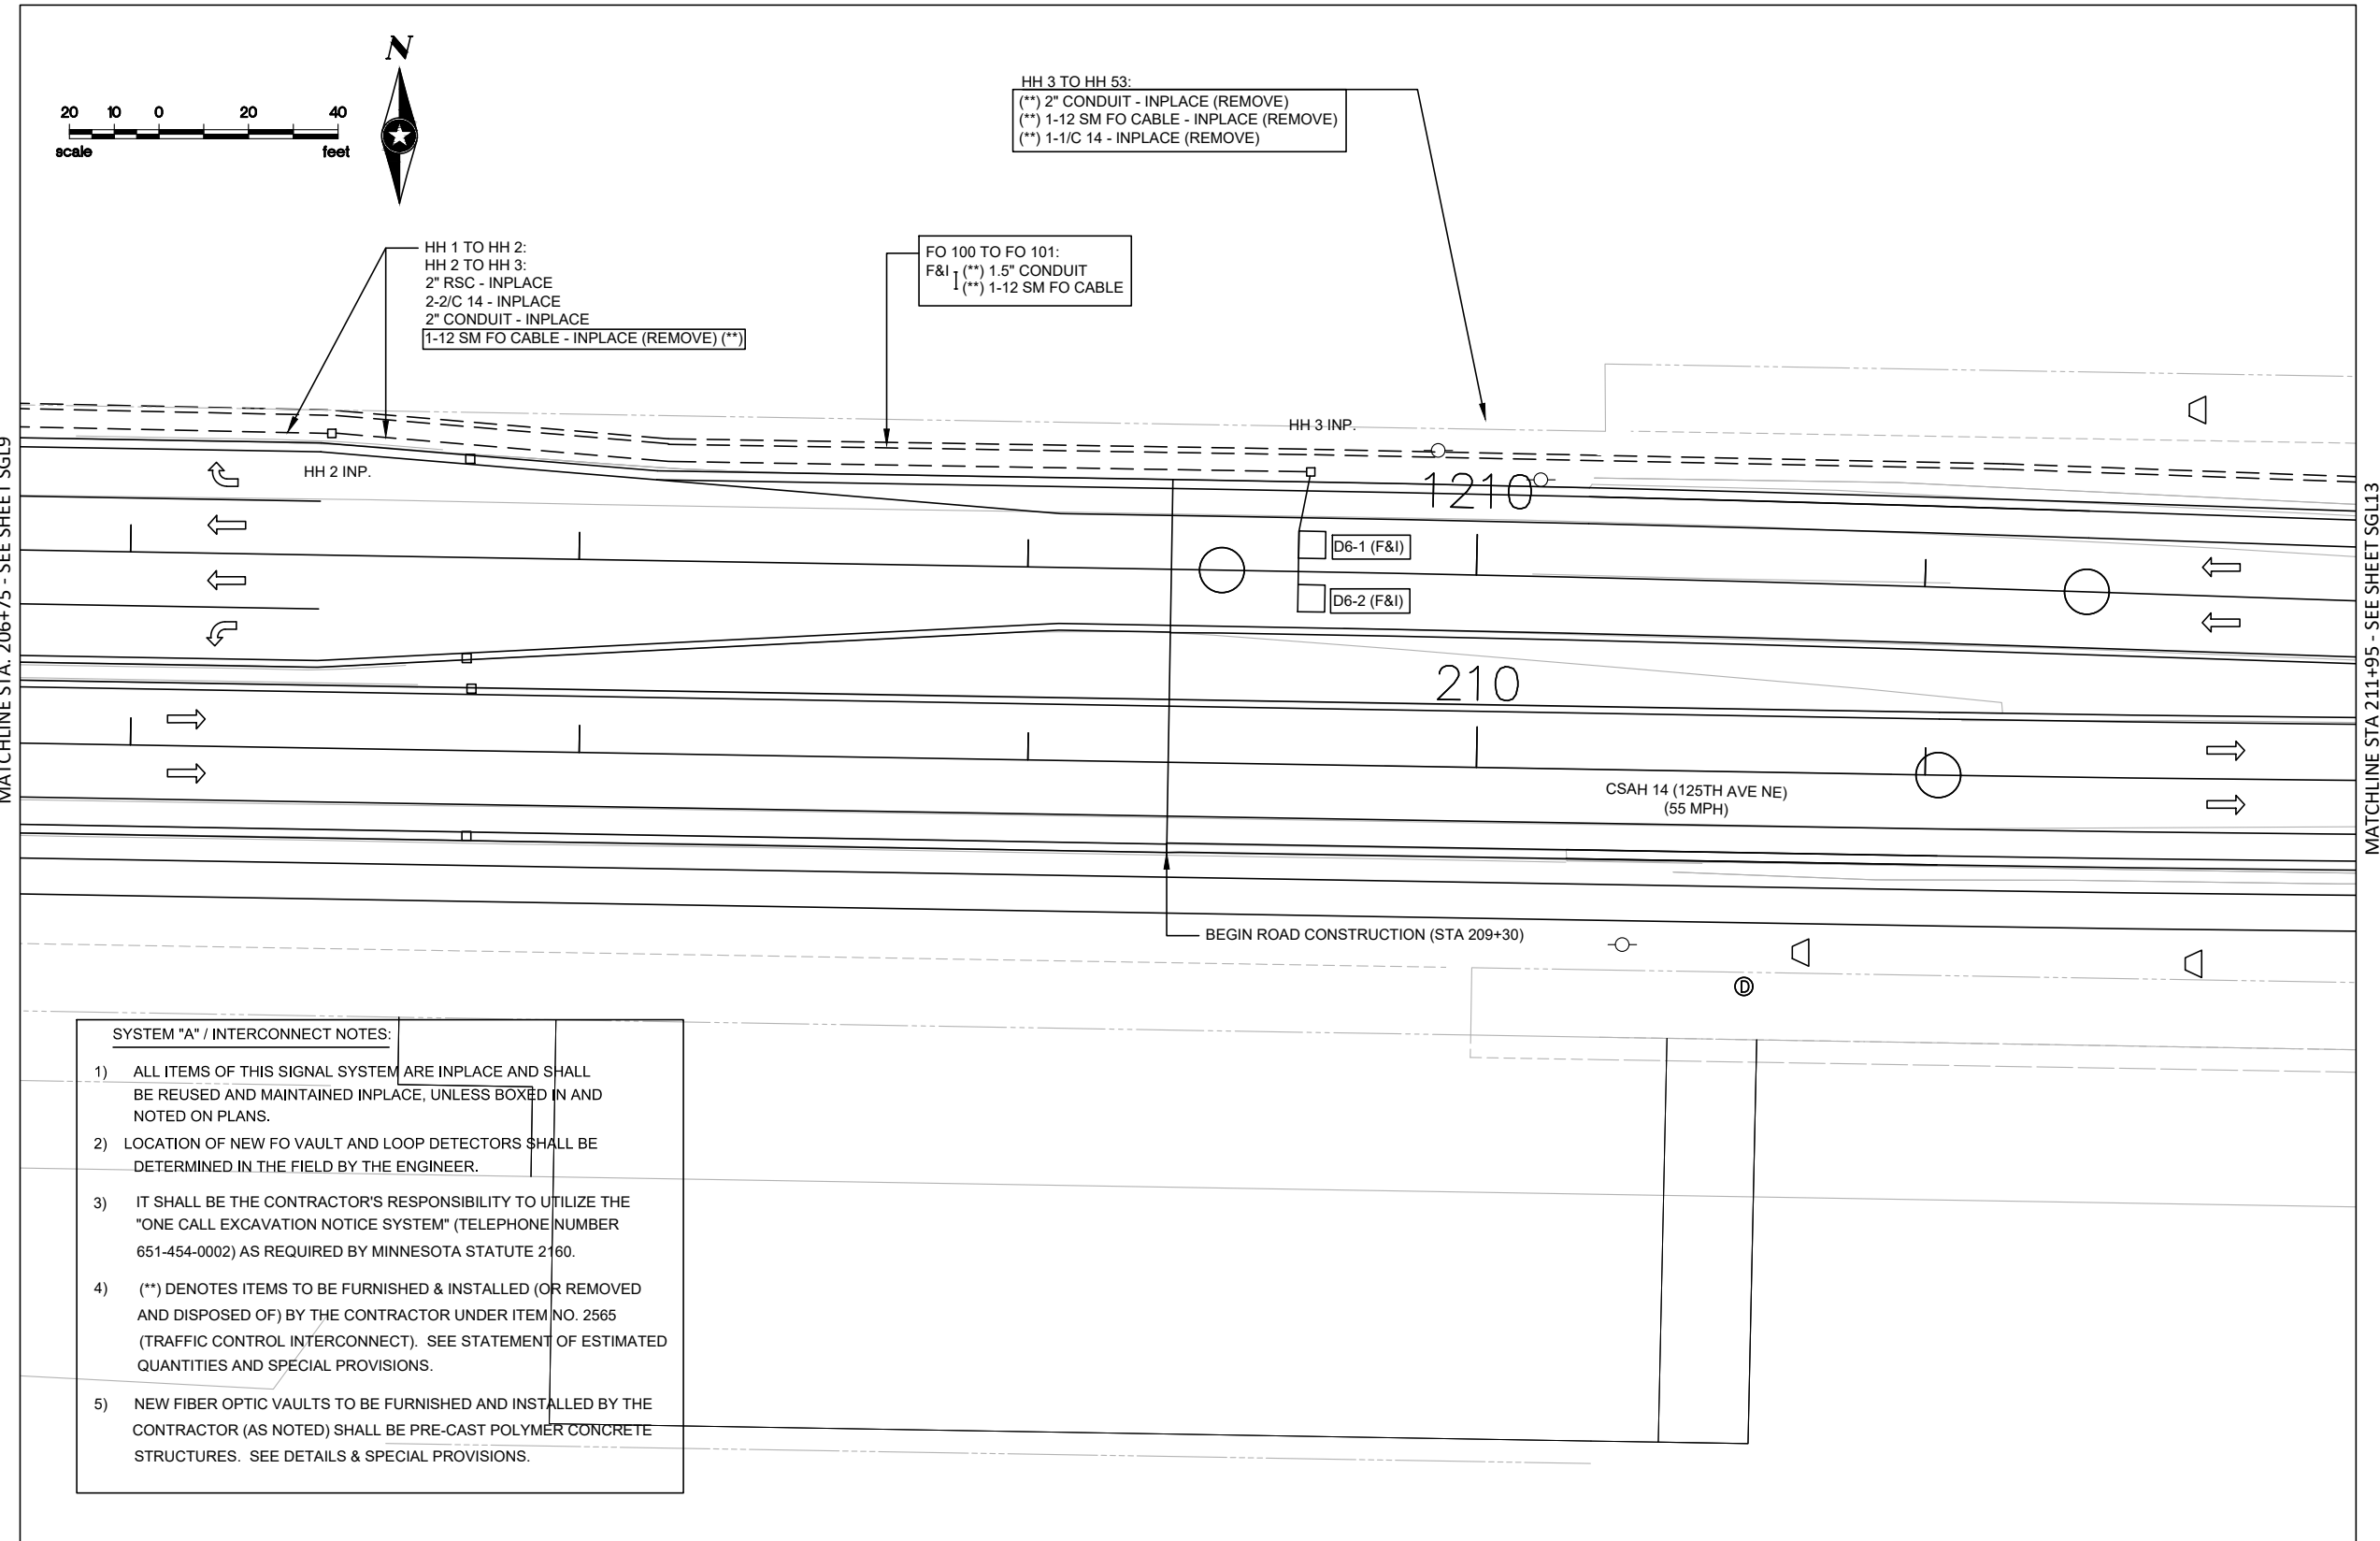 N
20 10 0 20 40
scale feet
HH 3 TO HH 53:
(**) 2" CONDUIT - INPLACE (REMOVE)
(**) 1-12 SM FO CABLE - INPLACE (REMOVE)
(**) 1-1/C 14 - INPLACE (REMOVE)
HH 1 TO HH 2:
HH 2 TO HH 3:
2" RSC - INPLACE
2-2/C 14 - INPLACE
2" CONDUIT - INPLACE
1-12 SM FO CABLE - INPLACE (REMOVE) (**)
FO 100 TO FO 101:
F&I (**) 1.5" CONDUIT
(**) 1-12 SM FO CABLE
MATCHLINE STA. 206+75 - SEE SHEET SGL9
HH 2 INP.
HH 3 INP.
1210
D6-1 (F&I)
D6-2 (F&I)
210
CSAH 14 (125TH AVE NE)
(55 MPH)
MATCHLINE STA 211+95 - SEE SHEET SGL13
BEGIN ROAD CONSTRUCTION (STA 209+30)
D
SYSTEM "A" / INTERCONNECT NOTES:
1) ALL ITEMS OF THIS SIGNAL SYSTEM ARE INPLACE AND SHALL
BE REUSED AND MAINTAINED INPLACE, UNLESS BOXED IN AND
NOTED ON PLANS.
2) LOCATION OF NEW FO VAULT AND LOOP DETECTORS SHALL BE
DETERMINED IN THE FIELD BY THE ENGINEER.
3) IT SHALL BE THE CONTRACTOR'S RESPONSIBILITY TO UTILIZE THE
"ONE CALL EXCAVATION NOTICE SYSTEM" (TELEPHONE NUMBER
651-454-0002) AS REQUIRED BY MINNESOTA STATUTE 2160.
4) (**) DENOTES ITEMS TO BE FURNISHED & INSTALLED (OR REMOVED
AND DISPOSED OF) BY THE CONTRACTOR UNDER ITEM NO. 2565
(TRAFFIC CONTROL INTERCONNECT). SEE STATEMENT OF ESTIMATED
QUANTITIES AND SPECIAL PROVISIONS.
5) NEW FIBER OPTIC VAULTS TO BE FURNISHED AND INSTALLED BY THE
CONTRACTOR (AS NOTED) SHALL BE PRE-CAST POLYMER CONCRETE
STRUCTURES. SEE DETAILS & SPECIAL PROVISIONS.